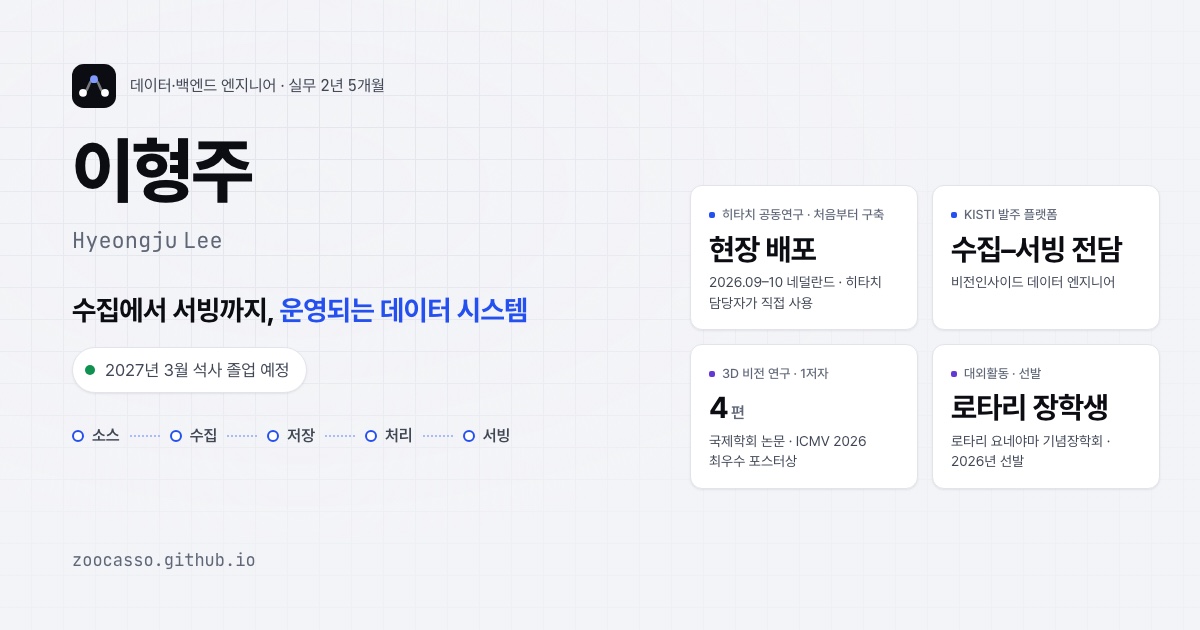 데이터·백엔드 엔지니어 · 실무 2년 5개월
이형주
Hyeongju Lee
수집에서 서빙까지, 운영되는 데이터 시스템
2027년 3월 석사 졸업 예정
소스 수집 저장 처리 서빙
zoocasso.github.io
히타치 공동연구 · 처음부터 구축
현장 배포
2026.09–10 네덜란드 · 히타치
담당자가 직접 사용
KISTI 발주 플랫폼
수집–서빙 전담
비전인사이드 데이터 엔지니어
3D 비전 연구 · 1저자
4편
국제학회 논문 · ICMV 2026
최우수 포스터상
대외활동 · 선발
로타리 장학생
로타리 요네야마 기념장학회 ·
2026년 선발